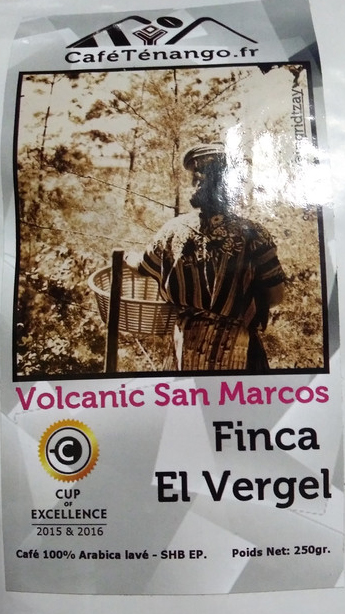 CaféTénango.fr
Volcanic San Marcos
Finca
El Vergel
C
CUP
OF
EXCELLENCE
2015 & 2016
Café 100% Arabica lavé - SHB EP. Poids Net: 250gr.